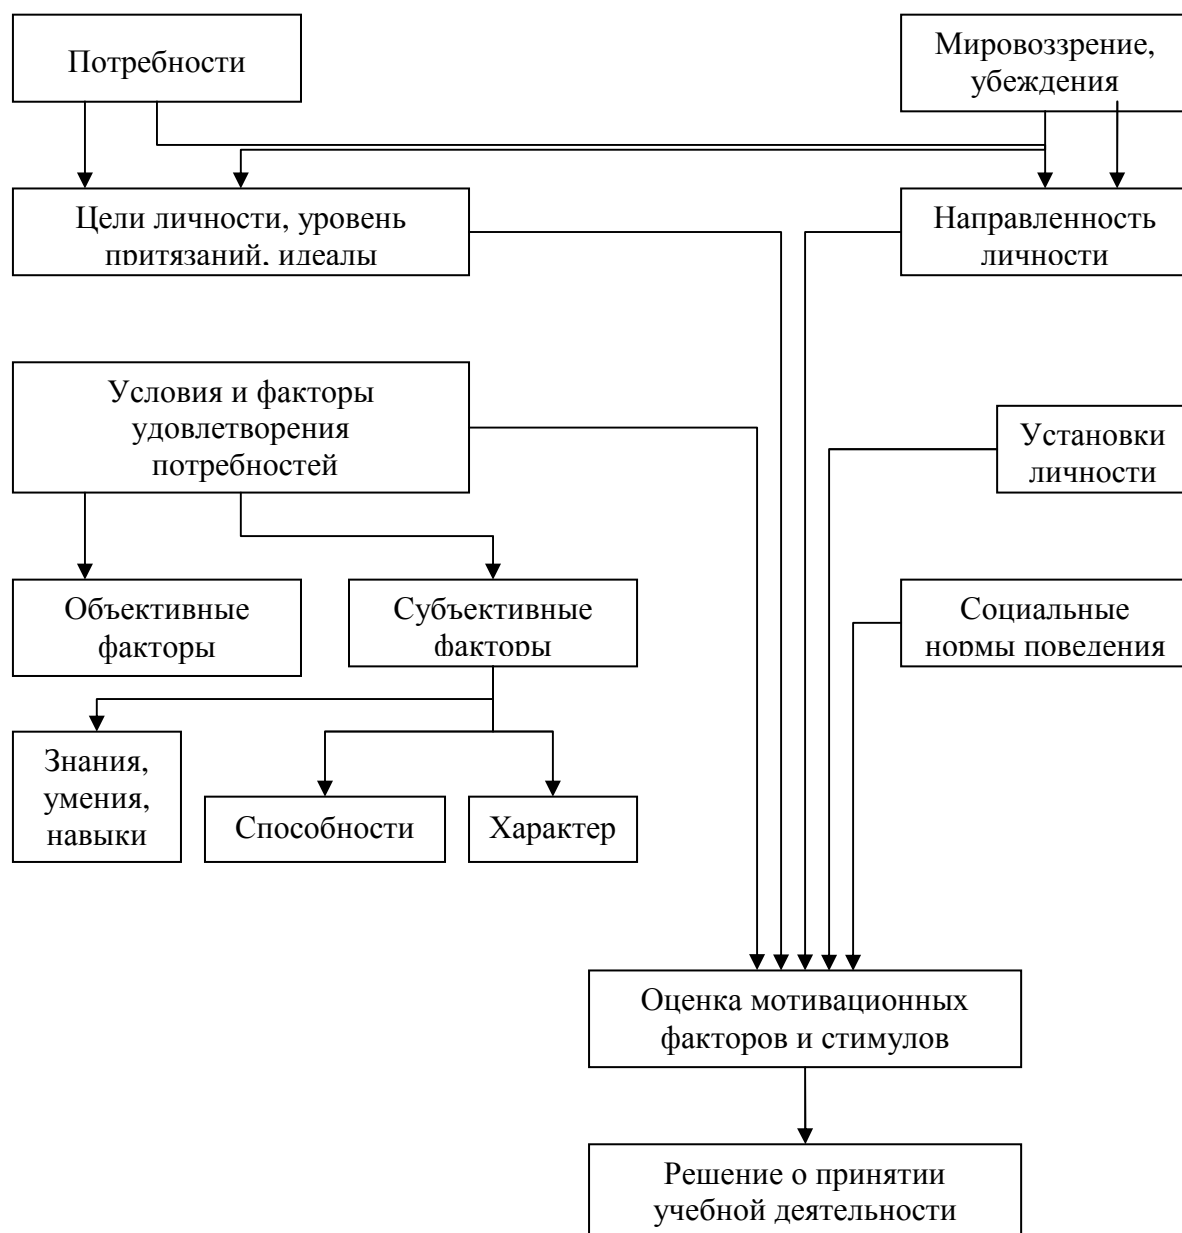 Потребности
Мировоззрение,
убеждения
Цели личности, уровень
притязаний, идеалы
Направленность
личности
Условия и факторы
удовлетворения
потребностей
Установки
личности
Объективные
факторы
Субъективные
факторы
Социальные
нормы поведения
Знания,
умения,
навыки
Способности
Характер
Оценка мотивационных
факторов и стимулов
Решение о принятии
учебной деятельности